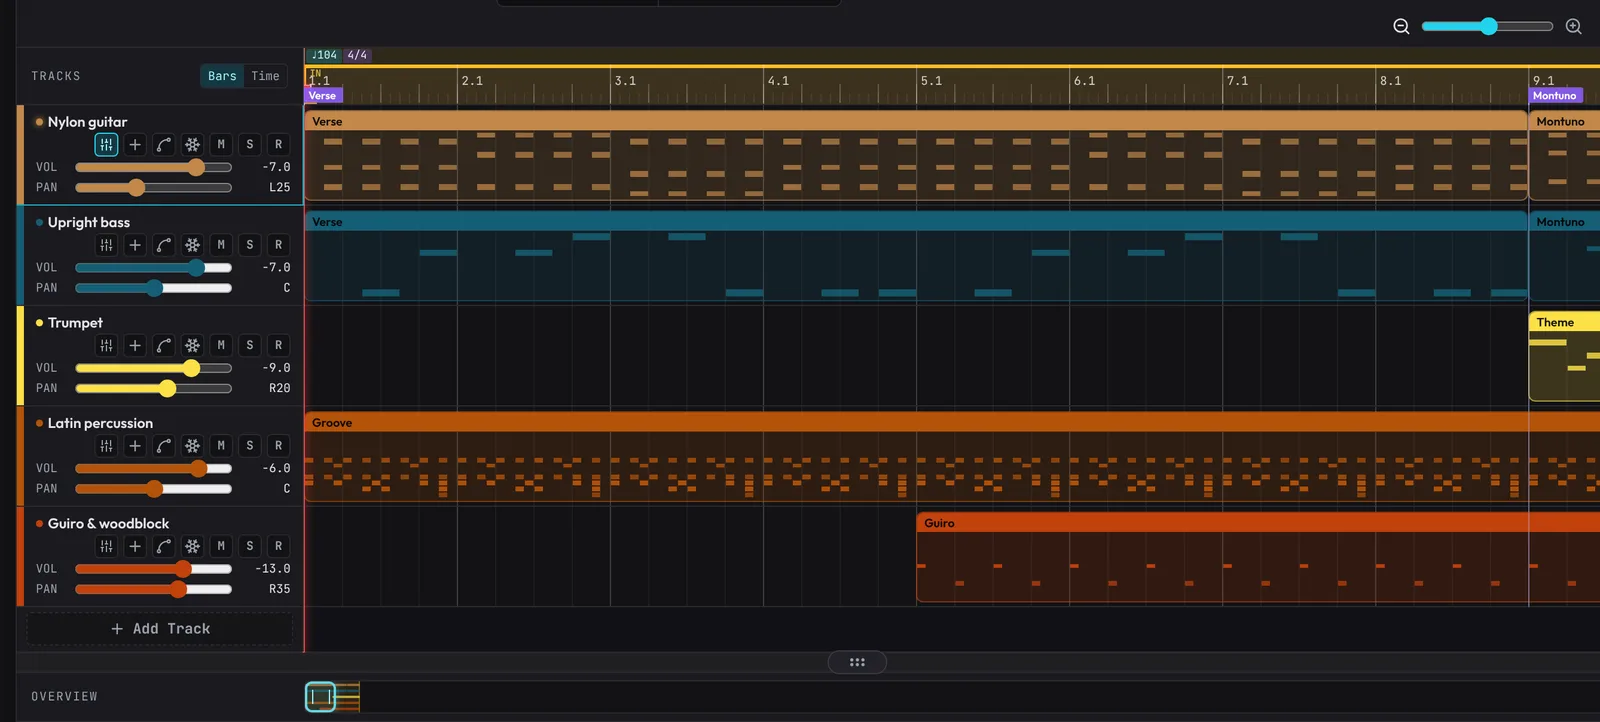 ♩104 4/4
TRACKS Bars Time
IN
1.1 2.1 3.1 4.1 5.1 6.1 7.1 8.1 9.1
Verse Montuno
Nylon guitar
M S R
VOL -7.0
PAN L25
Verse Montuno
Upright bass
M S R
VOL -7.0
PAN C
Verse Montuno
Trumpet
M S R
VOL -9.0
PAN R20
Theme
Latin percussion
M S R
VOL -6.0
PAN C
Groove
Guiro & woodblock
M S R
VOL -13.0
PAN R35
Guiro
+ Add Track
OVERVIEW